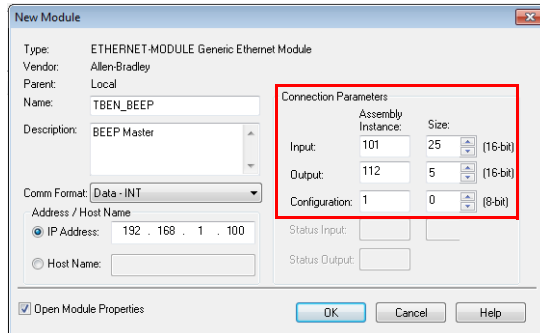 New Module
Type: ETHERNET-MODULE Generic Ethernet Module
Vendor: Allen-Bradley
Parent: Local
Name: TBEN_BEEP
Description: BEEP Master
Comm Format: Data - INT
Address / Host Name
IP Address: 192 . 168 . 1 . 100
Host Name:
Connection Parameters
Assembly
Instance: Size:
Input: 101 25 (16-bit)
Output: 112 5 (16-bit)
Configuration: 1 0 (8-bit)
Status Input:
Status Output:
Open Module Properties
OK Cancel Help